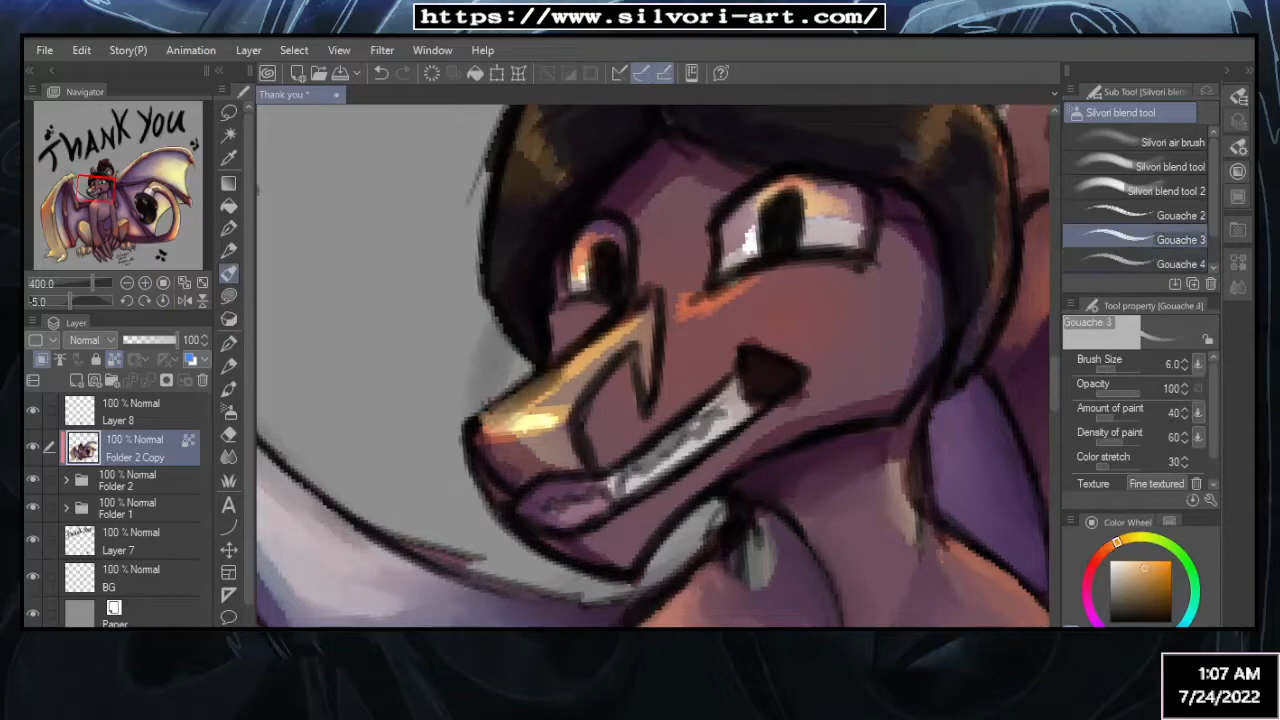 https://www.silvori-art.com/
File Edit Story(P) Animation Layer Select View Filter Window Help
Navigator
Thank you *
THANK YOU
400.0
-5.0
Layer
Normal 100
100 % Normal
Layer 8
100 % Normal
Folder 2 Copy
100 % Normal
Folder 2
100 % Normal
Folder 1
100 % Normal
Layer 7
100 % Normal
BG
Paper
Sub Tool [Silvori blen
Silvori blend tool
Silvori air brush
Silvori blend tool
Silvori blend tool 2
Gouache 2
Gouache 3
Gouache 4
Tool property [Gouache 3]
Gouache 3
Brush Size 6.0
Opacity 100
Amount of paint 40
Density of paint 60
Color stretch 30
Texture Fine textured
Color Wheel
1:07 AM
7/24/2022